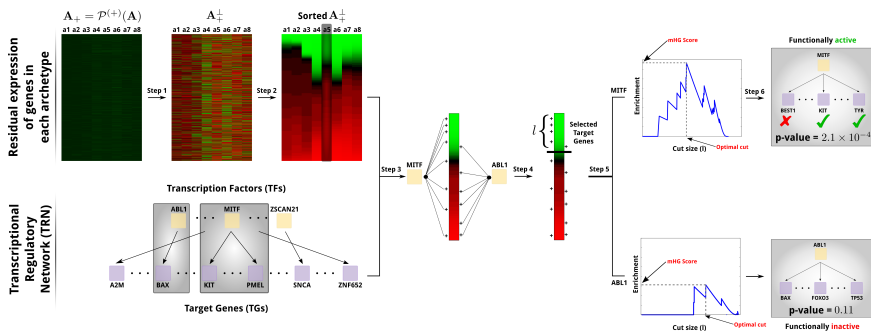 A₊ = 𝒫⁽⁺⁾(A)
A₊^⊥
Sorted A₊^⊥
a1 a2 a3 a4 a5 a6 a7 a8
a1 a2 a3 a4 a5 a6 a7 a8
a1 a2 a3 a4 a5 a6 a7 a8
Residual expression
of genes in
each archetype
Step 1
Step 2
Transcription Factors (TFs)
Transcriptional
Regulatory
Network (TRN)
ABL1
MITF
ZSCAN21
A2M
BAX
KIT
PMEL
SNCA
ZNF652
Target Genes (TGs)
Step 3
MITF
ABL1
Step 4
l
Selected
Target
Genes
Step 5
MITF
ABL1
mHG Score
Enrichment
Cut size (l)
Optimal cut
Step 6
Functionally active
MITF
BEST1
KIT
TYR
p-value = 2.1 × 10⁻⁴
mHG Score
Enrichment
Cut size (l)
Optimal cut
ABL1
BAX
FOXO3
TP53
p-value = 0.11
Functionally inactive